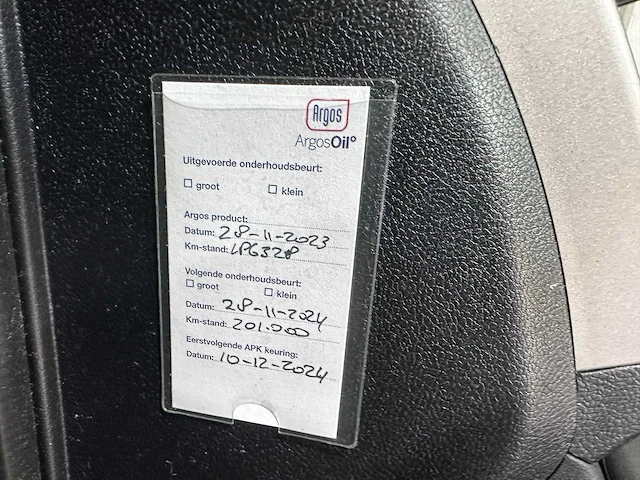 Argos
ArgosOil°
Uitgevoerde onderhoudsbeurt:
☐ groot ☐ klein
Argos product:
Datum: 28-11-2023
Km-stand:
Volgende onderhoudsbeurt:
☐ groot ☐ klein
Datum: 28-11-2024
Km-stand: 201.000
Eerstvolgende APK keuring:
Datum: 10-12-2024